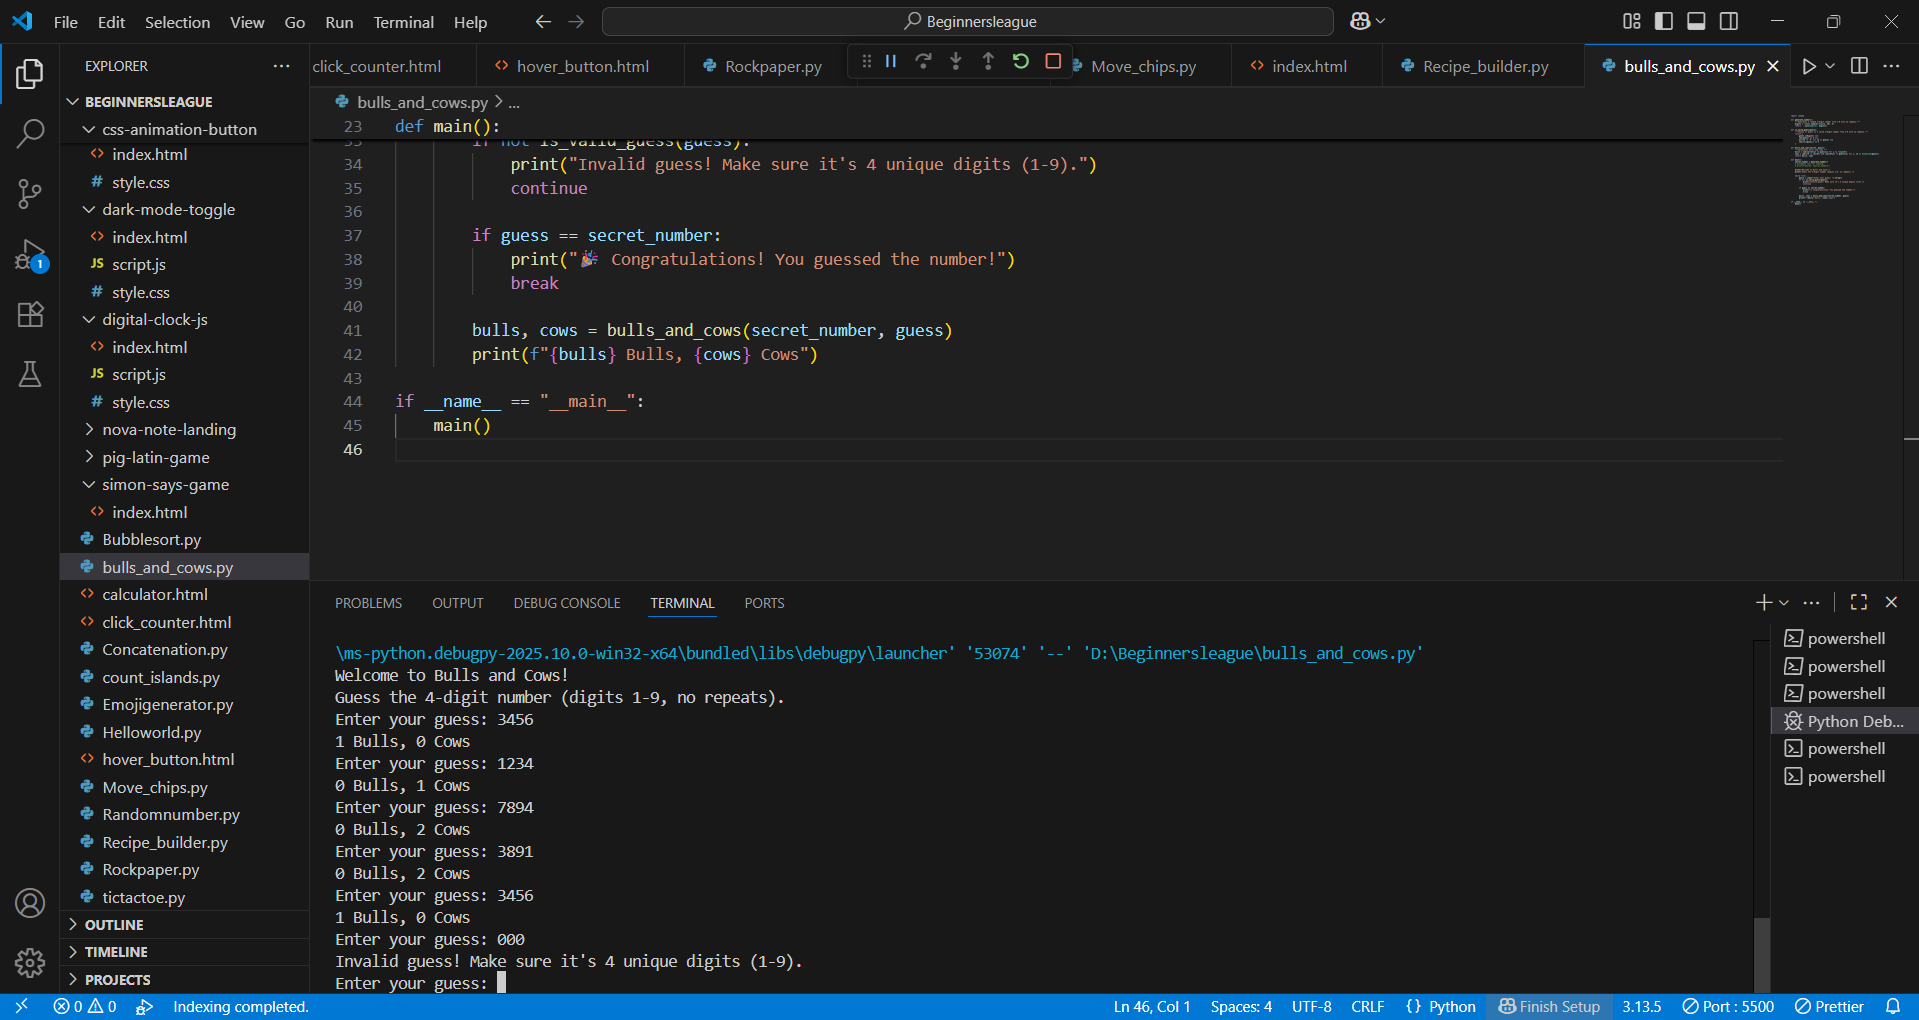 File Edit Selection View Go Run Terminal Help
Beginnersleague
EXPLORER
click_counter.html
hover_button.html
Rockpaper.py
Move_chips.py
index.html
Recipe_builder.py
bulls_and_cows.py
BEGINNERSLEAGUE
css-animation-button
index.html
# style.css
dark-mode-toggle
index.html
JS script.js
# style.css
digital-clock-js
index.html
JS script.js
# style.css
nova-note-landing
pig-latin-game
simon-says-game
index.html
Bubblesort.py
bulls_and_cows.py
calculator.html
click_counter.html
Concatenation.py
count_islands.py
Emojigenerator.py
Helloworld.py
hover_button.html
Move_chips.py
Randomnumber.py
Recipe_builder.py
Rockpaper.py
tictactoe.py
OUTLINE
TIMELINE
PROJECTS
1
bulls_and_cows.py > ...
23 def main():
if not is_valid_guess(guess):
34 print("Invalid guess! Make sure it's 4 unique digits (1-9).")
35 continue
36
37 if guess == secret_number:
38 print("🎉 Congratulations! You guessed the number!")
39 break
40
41 bulls, cows = bulls_and_cows(secret_number, guess)
42 print(f"{bulls} Bulls, {cows} Cows")
43
44 if __name__ == "__main__":
45 main()
46
PROBLEMS OUTPUT DEBUG CONSOLE TERMINAL PORTS
\ms-python.debugpy-2025.10.0-win32-x64\bundled\libs\debugpy\launcher' '53074' '--' 'D:\Beginnersleague\bulls_and_cows.py'
Welcome to Bulls and Cows!
Guess the 4-digit number (digits 1-9, no repeats).
Enter your guess: 3456
1 Bulls, 0 Cows
Enter your guess: 1234
0 Bulls, 1 Cows
Enter your guess: 7894
0 Bulls, 2 Cows
Enter your guess: 3891
0 Bulls, 2 Cows
Enter your guess: 3456
1 Bulls, 0 Cows
Enter your guess: 000
Invalid guess! Make sure it's 4 unique digits (1-9).
Enter your guess:
powershell
powershell
powershell
Python Deb...
powershell
powershell
0 0 Indexing completed.
Ln 46, Col 1 Spaces: 4 UTF-8 CRLF {} Python Finish Setup 3.13.5 Port : 5500 Prettier